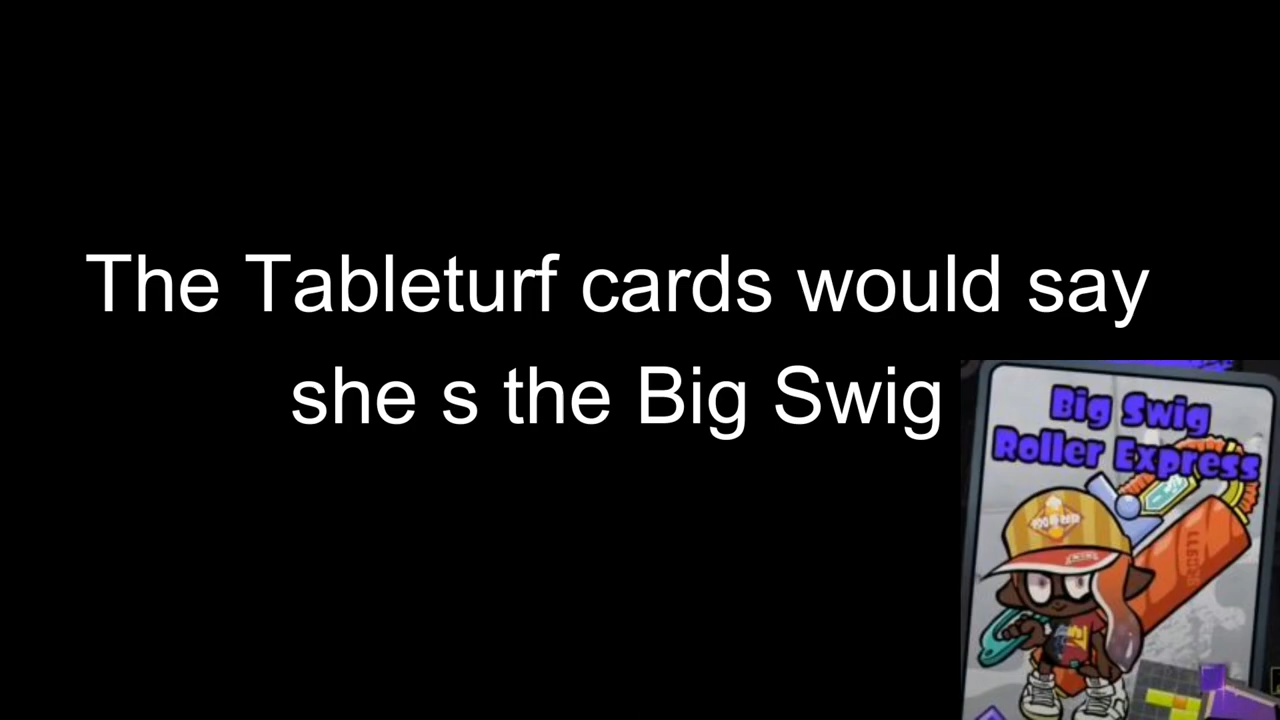 The Tableturf cards would say
she s the Big Swig
Big Swig
Roller Express